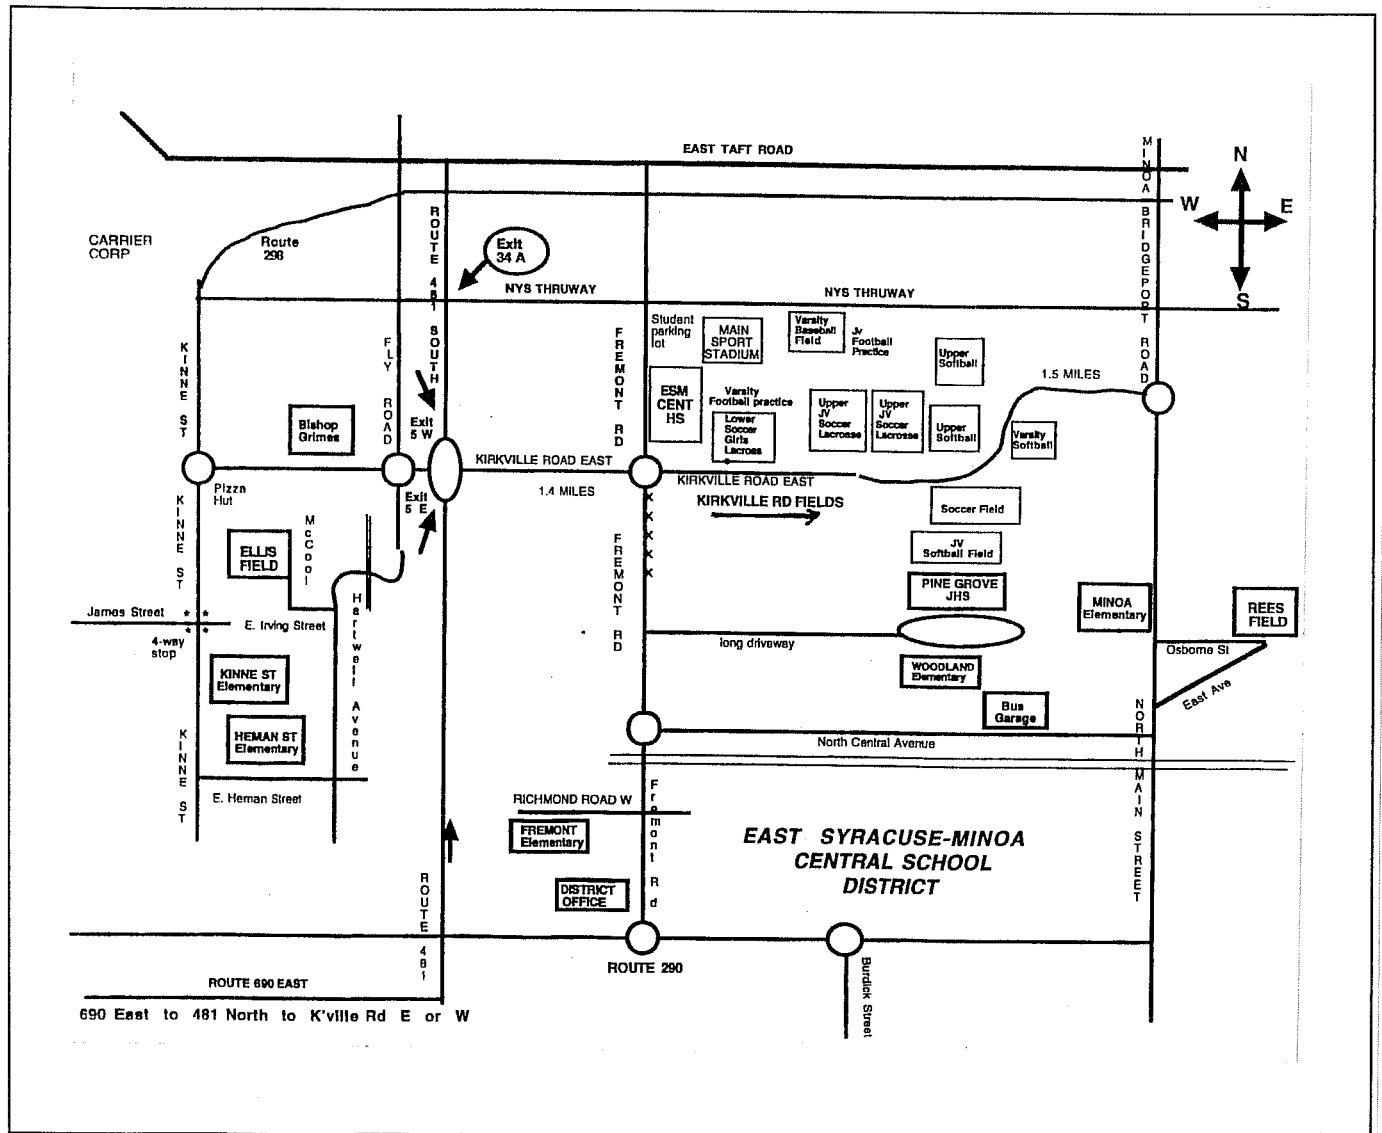 EAST TAFT ROAD
MINOA BRIDGEPORT ROAD
N
W E
S
CARRIER
CORP
Route
298
ROUTE 481 SOUTH
Exit
34 A
NYS THRUWAY
NYS THRUWAY
KINNE ST
FLY ROAD
FREMONT RD
Student
parking
lot
MAIN
SPORT
STADIUM
Varsity
Baseball
Field
Jv
Football
Practice
Upper
Softball
1.5 MILES
ESM
CENT
HS
Varsity
Football practice
Lower
Soccer
Girls
Lacross
Upper
JV
Soccer
Lacrosse
Upper
JV
Soccer
Lacrosse
Upper
Softball
Varsity
Softball
Bishop
Grimes
Exit
5 W
KIRKVILLE ROAD EAST
1.4 MILES
KIRKVILLE ROAD EAST
KIRKVILLE RD FIELDS
Pizza
Hut
Exit
5 E
KINNE ST
McCool
X
X
X
X
X
Soccer Field
JV
Softball Field
ELLIS
FIELD
FREMONT RD
PINE GROVE
JHS
MINOA
Elementary
REES
FIELD
James Street
* *
* *
E. Irving Street
4-way
stop
Hartwell Avenue
long driveway
Osborne St
East Ave
KINNE ST
Elementary
WOODLAND
Elementary
Bus
Garage
HEMAN ST
Elementary
KINNE ST
North Central Avenue
NORTH MAIN STREET
E. Heman Street
RICHMOND ROAD W
Fremont Rd
FREMONT
Elementary
EAST SYRACUSE-MINOA
CENTRAL SCHOOL
DISTRICT
DISTRICT
OFFICE
ROUTE 481
ROUTE 290
Burdick Street
ROUTE 690 EAST
690 East to 481 North to K'ville Rd E or W